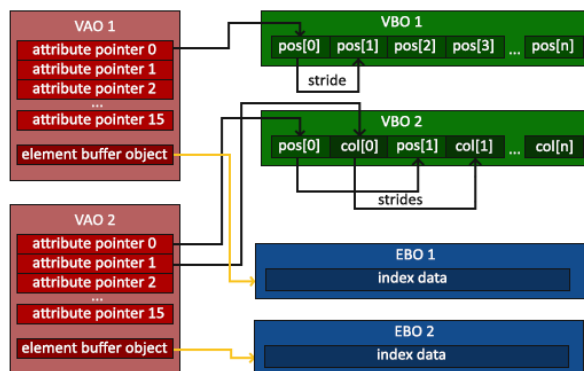 VAO 1
attribute pointer 0
attribute pointer 1
attribute pointer 2
...
attribute pointer 15
element buffer object
VAO 2
attribute pointer 0
attribute pointer 1
attribute pointer 2
...
attribute pointer 15
element buffer object
VBO 1
pos[0] pos[1] pos[2] pos[3] ... pos[n]
stride
VBO 2
pos[0] col[0] pos[1] col[1] ... col[n]
strides
EBO 1
index data
EBO 2
index data